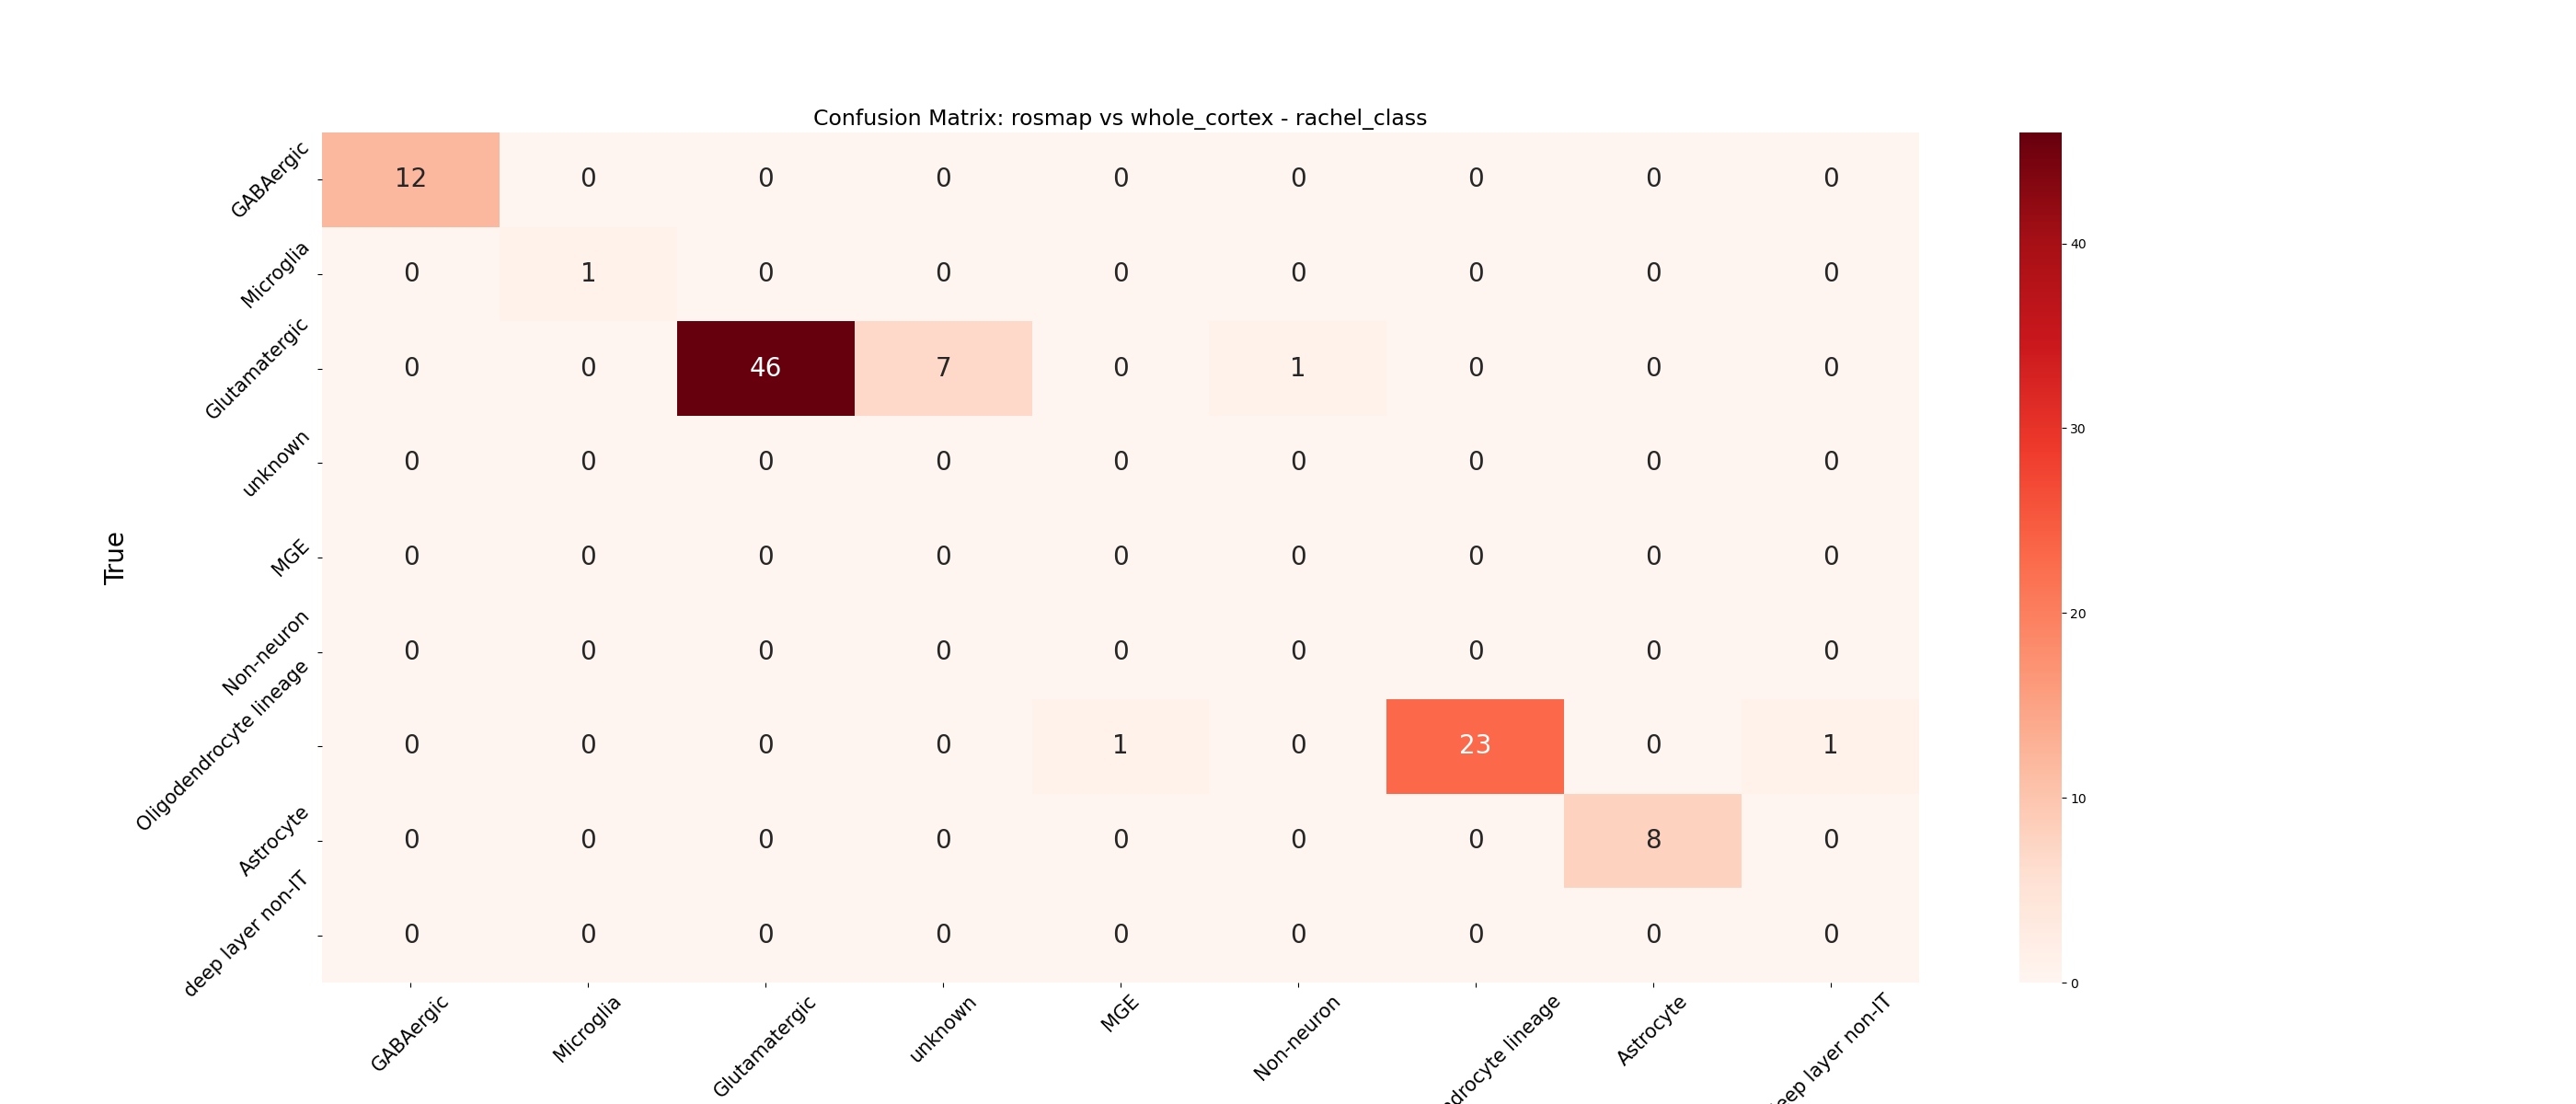 Confusion Matrix: rosmap vs whole_cortex - rachel_class
True
GABAergic 12 0 0 0 0 0 0 0 0
Microglia 0 1 0 0 0 0 0 0 0
Glutamatergic 0 0 46 7 0 1 0 0 0
unknown 0 0 0 0 0 0 0 0 0
MGE 0 0 0 0 0 0 0 0 0
Non-neuron 0 0 0 0 0 0 0 0 0
Oligodendrocyte lineage 0 0 0 0 1 0 23 0 1
Astrocyte 0 0 0 0 0 0 0 8 0
deep layer non-IT 0 0 0 0 0 0 0 0 0
GABAergic
Microglia
Glutamatergic
unknown
MGE
Non-neuron
lineage
Astrocyte
layer non-IT
40
30
20
10
0